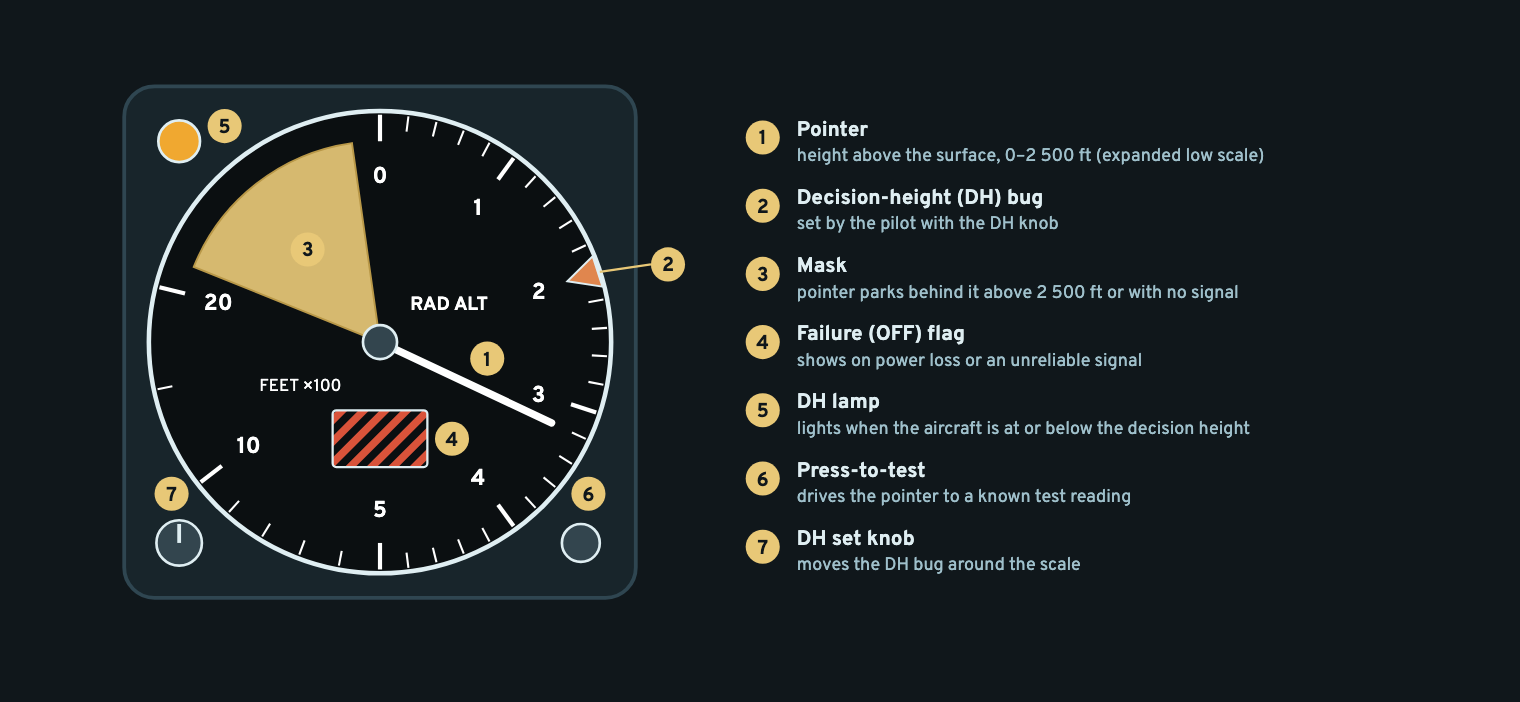 5
0
1
3
2
2
20
RAD ALT
1
FEET ×100
3
4
10
4
7
6
5
1
Pointer
height above the surface, 0–2 500 ft (expanded low scale)
2
Decision-height (DH) bug
set by the pilot with the DH knob
3
Mask
pointer parks behind it above 2 500 ft or with no signal
4
Failure (OFF) flag
shows on power loss or an unreliable signal
5
DH lamp
lights when the aircraft is at or below the decision height
6
Press-to-test
drives the pointer to a known test reading
7
DH set knob
moves the DH bug around the scale